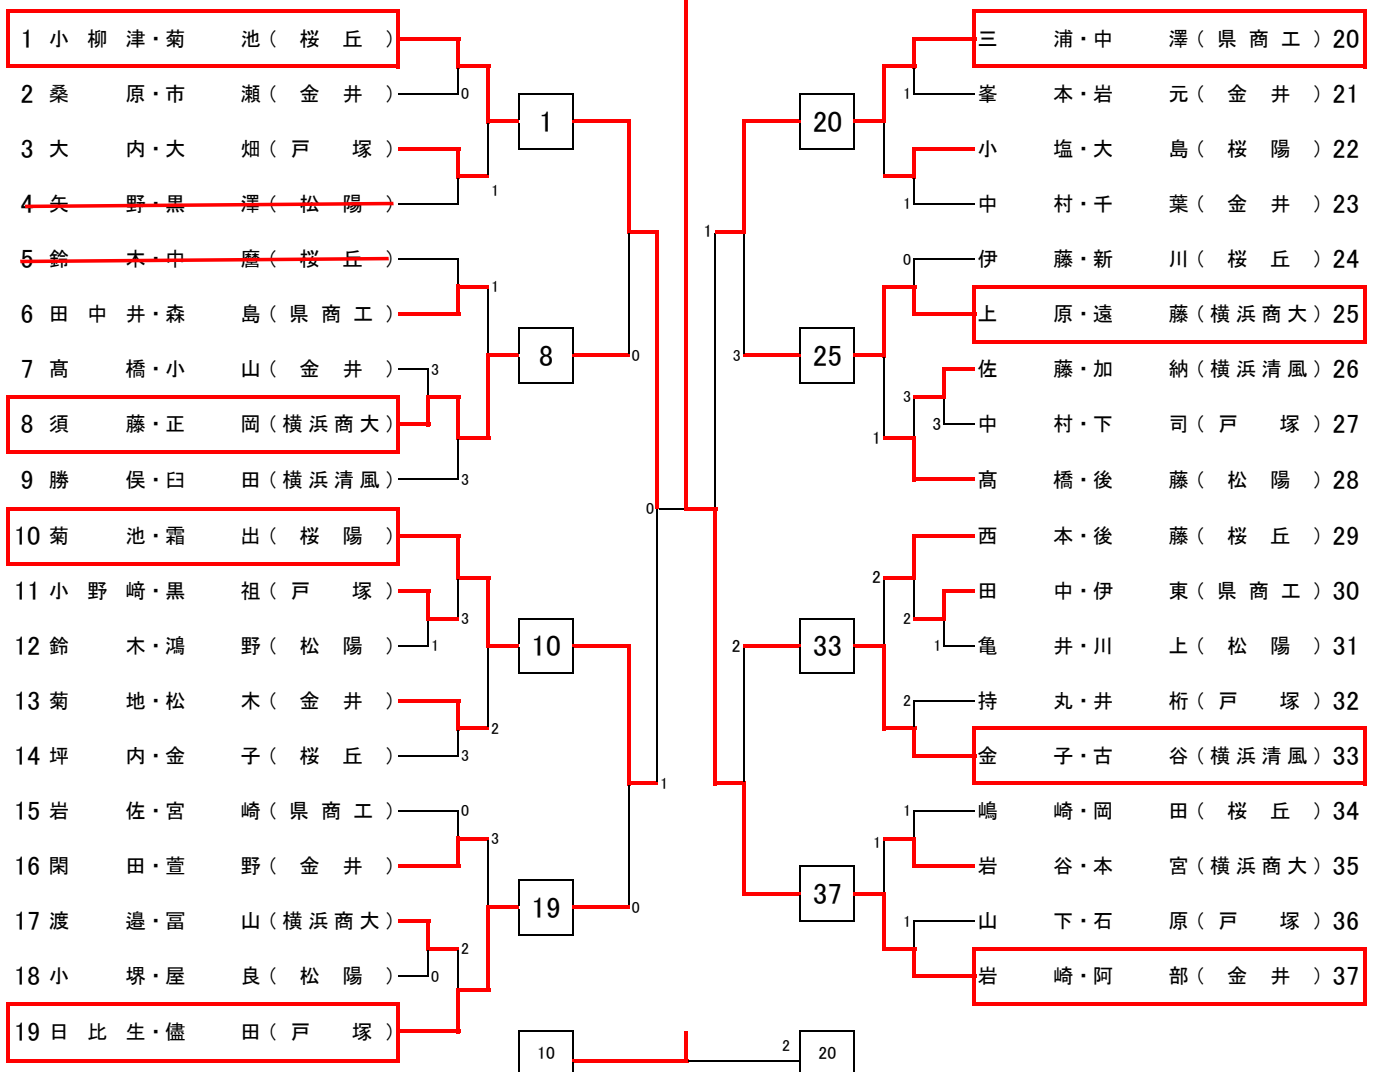 1 小柳津・菊池(桜丘)
2 桑原・市瀬(金井)
0
3 大内・大畑(戸塚)
1
4 矢野・黒澤(松陽)
5 鈴木・中麿(桜丘)
1
6 田中井・森島(県商工)
7 髙橋・小山(金井)
3
8 須藤・正岡(横浜商大)
9 勝俣・臼田(横浜清風)
3
10 菊池・霜出(桜陽)
11 小野﨑・黒祖(戸塚)
3
12 鈴木・鴻野(松陽)
1
13 菊地・松木(金井)
2
14 坪内・金子(桜丘)
3
15 岩佐・宮崎(県商工)
0
3
16 閑田・萱野(金井)
17 渡邉・冨山(横浜商大)
2
18 小堺・屋良(松陽)
0
19 日比生・儘田(戸塚)
1
8
0
10
19
0
1
0
三浦・中澤(県商工)20
1
峯本・岩元(金井)21
小塩・大島(桜陽)22
1
中村・千葉(金井)23
0
伊藤・新川(桜丘)24
上原・遠藤(横浜商大)25
佐藤・加納(横浜清風)26
3
3
中村・下司(戸塚)27
1
髙橋・後藤(松陽)28
西本・後藤(桜丘)29
2
田中・伊東(県商工)30
2
1
亀井・川上(松陽)31
2
持丸・井桁(戸塚)32
金子・古谷(横浜清風)33
1
嶋崎・岡田(桜丘)34
1
岩谷・本宮(横浜商大)35
1
山下・石原(戸塚)36
岩崎・阿部(金井)37
20
1
25
3
33
2
37
10
2
20